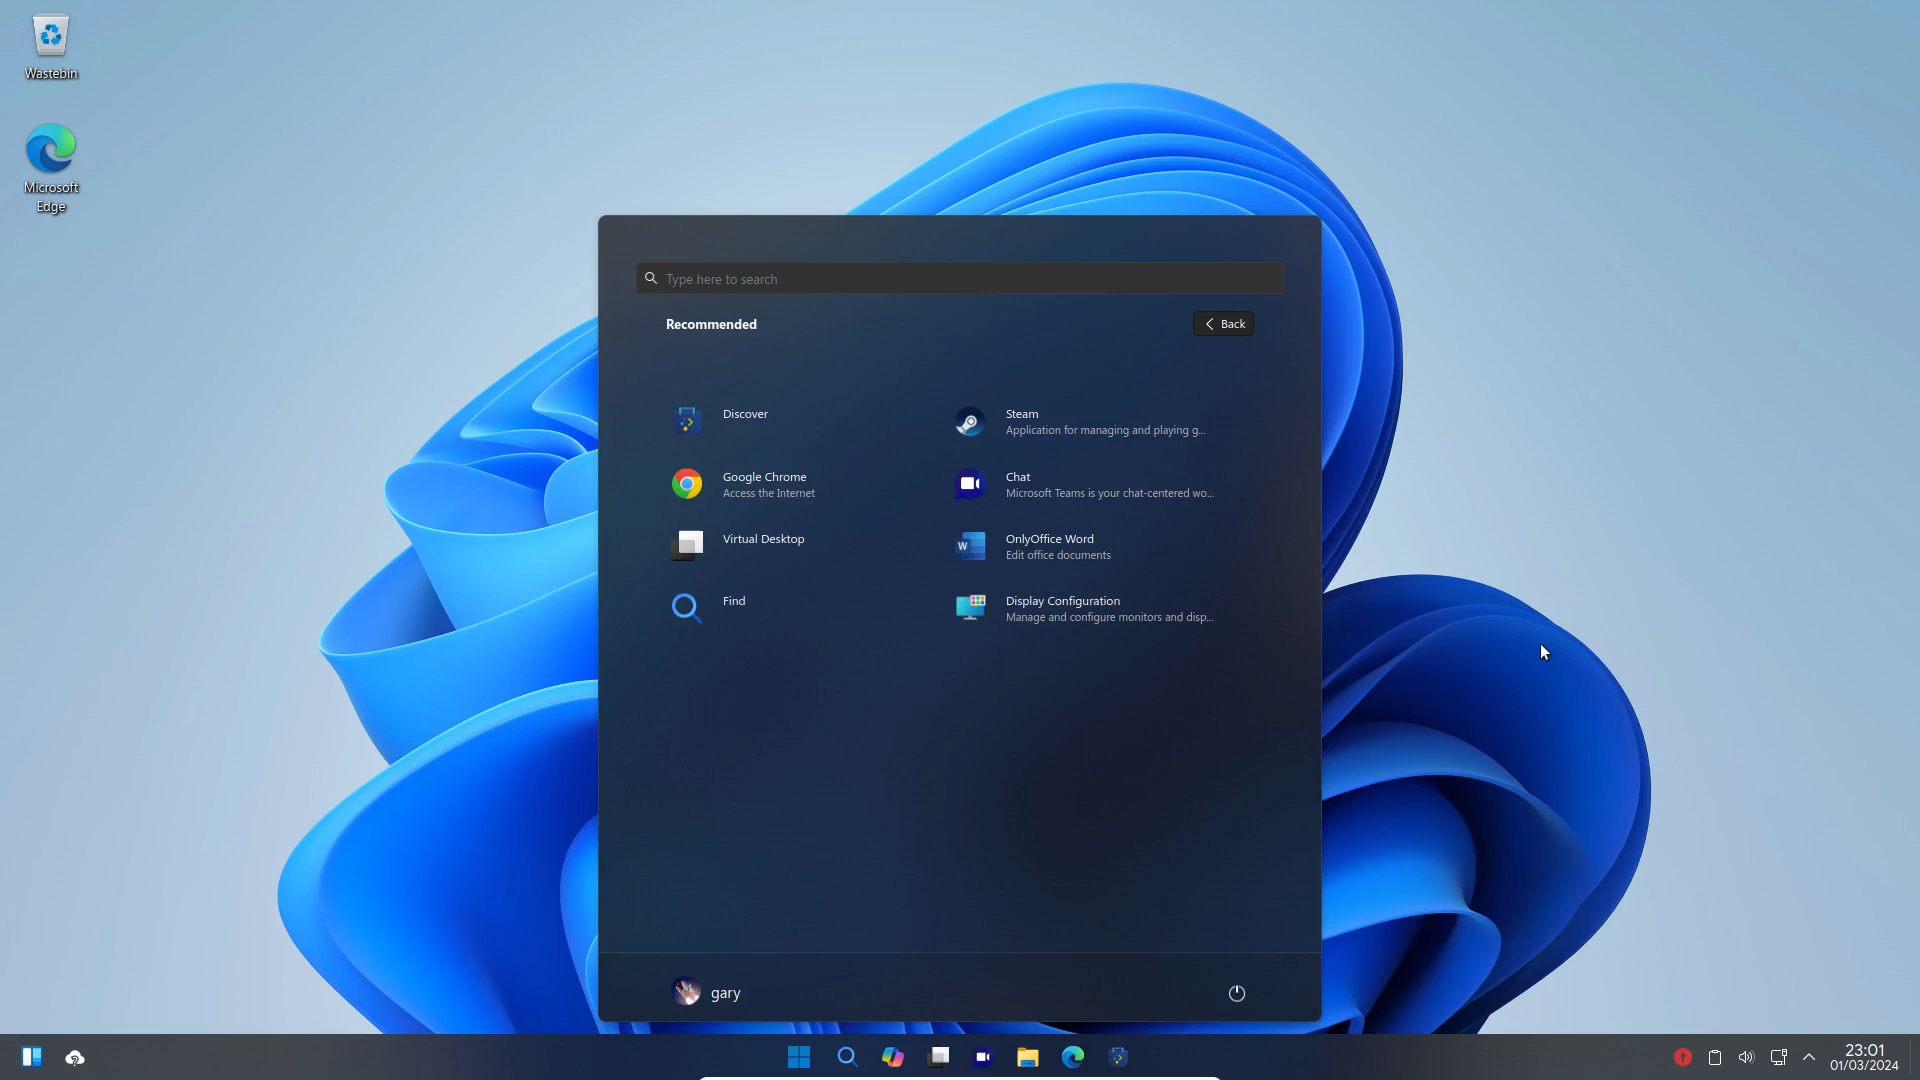 Wastebin
Microsoft
Edge
Type here to search
Recommended
Back
Discover
Steam
Application for managing and playing g...
Google Chrome
Access the Internet
Chat
Microsoft Teams is your chat-centered wo...
Virtual Desktop
OnlyOffice Word
Edit office documents
Find
Display Configuration
Manage and configure monitors and disp...
gary
23:01
01/03/2024